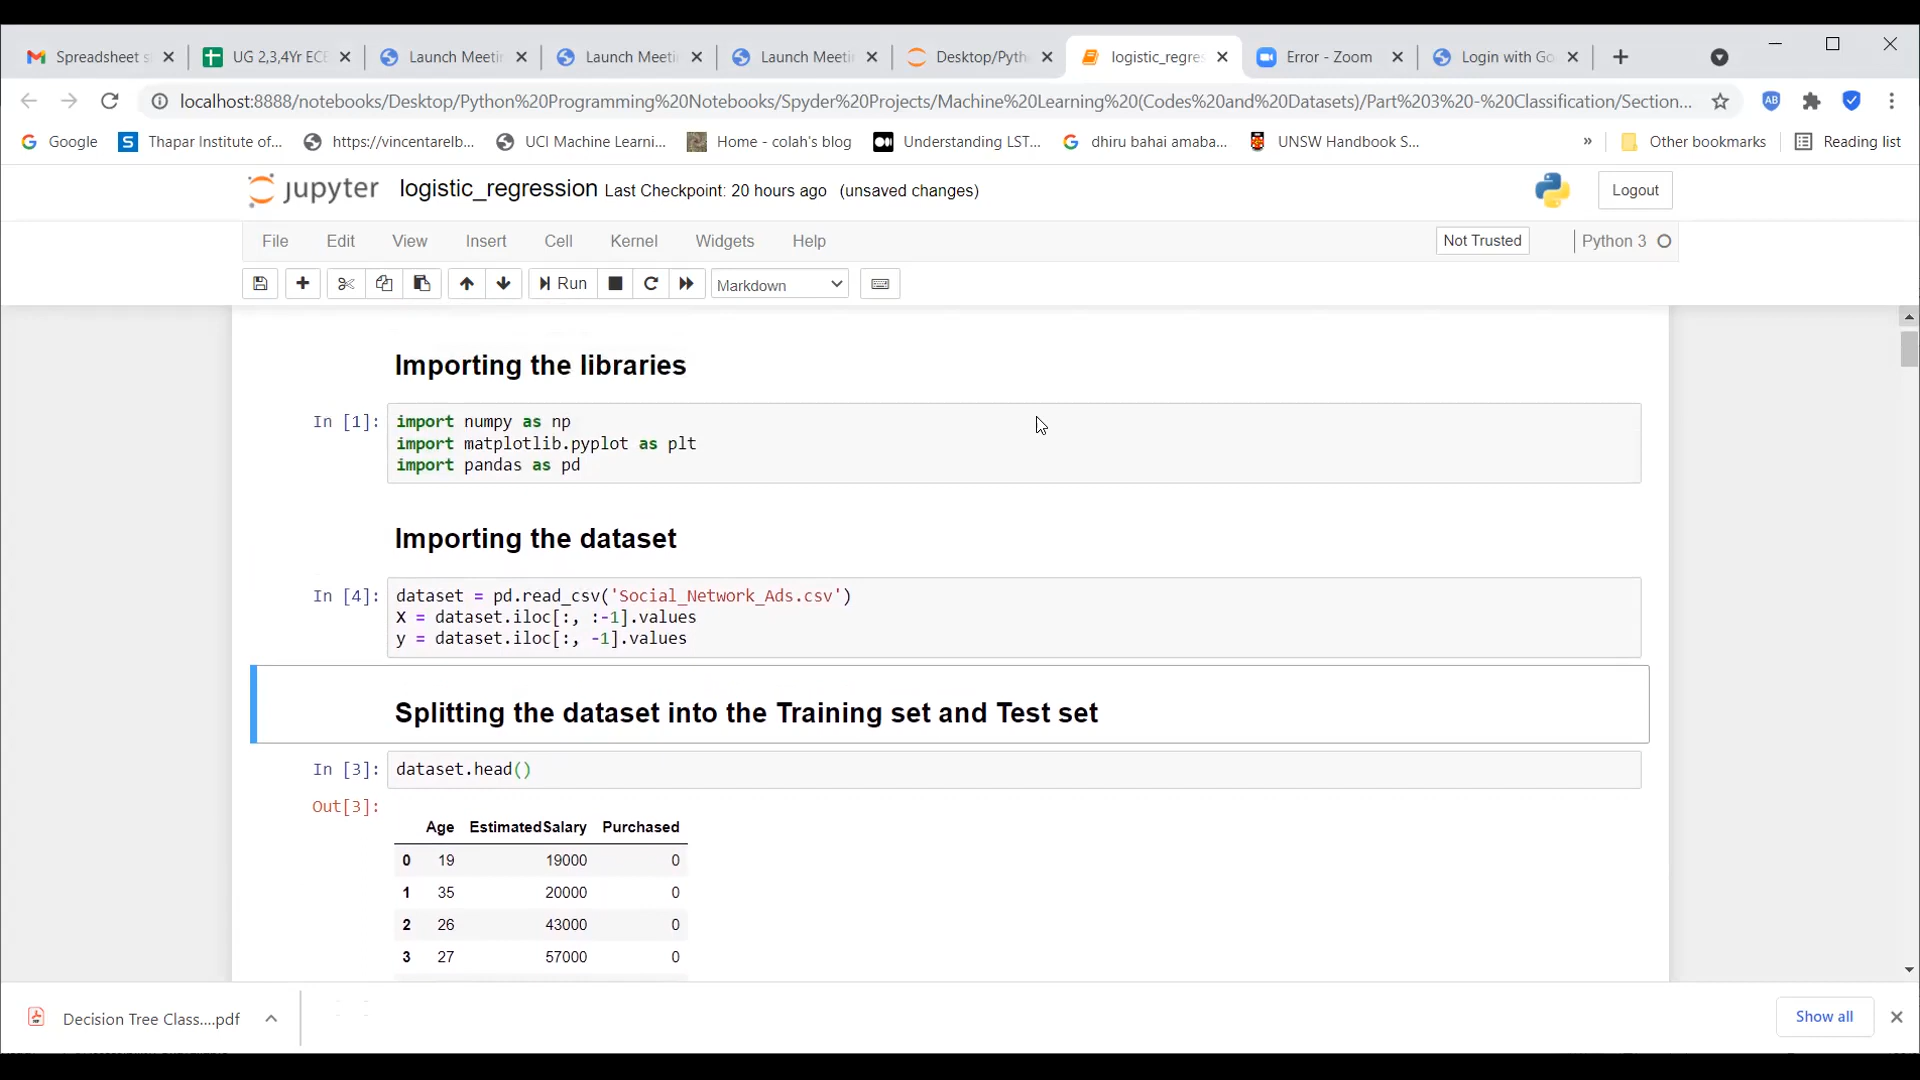 Spreadsheet s
UG 2,3,4Yr ECE
Launch Meetin
Launch Meetin
Launch Meetin
Desktop/Pyth
logistic_regres
Error - Zoom
Login with Go
localhost:8888/notebooks/Desktop/Python%20Programming%20Notebooks/Spyder%20Projects/Machine%20Learning%20(Codes%20and%20Datasets)/Part%203%20-%20Classification/Section...
AB
Google
S
Thapar Institute of...
https://vincentarelb...
UCI Machine Learni...
Home - colah's blog
Understanding LST...
dhiru bahai amaba...
UNSW Handbook S...
»
Other bookmarks
Reading list
jupyter
logistic_regression
Last Checkpoint: 20 hours ago (unsaved changes)
Logout
File
Edit
View
Insert
Cell
Kernel
Widgets
Help
Not Trusted
Python 3
Run
Markdown
Importing the libraries
In [1]:
import numpy as np
import matplotlib.pyplot as plt
import pandas as pd
Importing the dataset
In [4]:
dataset = pd.read_csv('Social_Network_Ads.csv')
X = dataset.iloc[:, :-1].values
y = dataset.iloc[:, -1].values
Splitting the dataset into the Training set and Test set
In [3]:
dataset.head()
Out[3]:
Age EstimatedSalary Purchased
0 19 19000 0
1 35 20000 0
2 26 43000 0
3 27 57000 0
Decision Tree Class....pdf
Show all